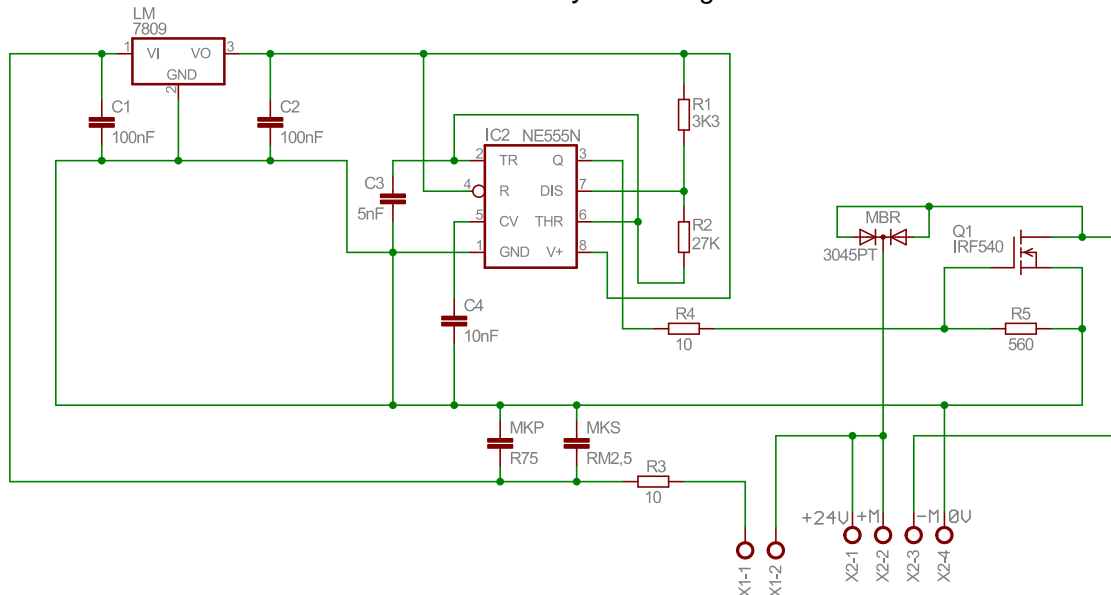 LM
7809
1 VI VO 3
GND
2
C1
100nF
C2
100nF
IC2 NE555N
2 TR Q 3
4 R DIS 7
5 CV THR 6
1 GND V+ 8
C3
5nF
C4
10nF
R1
3K3
R2
27K
MBR
3045PT
Q1
IRF540
R4
10
R5
560
MKP
R75
MKS
RM2,5
R3
10
+24V +M -M 0V
X1-1
X1-2
X2-1
X2-2
X2-3
X2-4